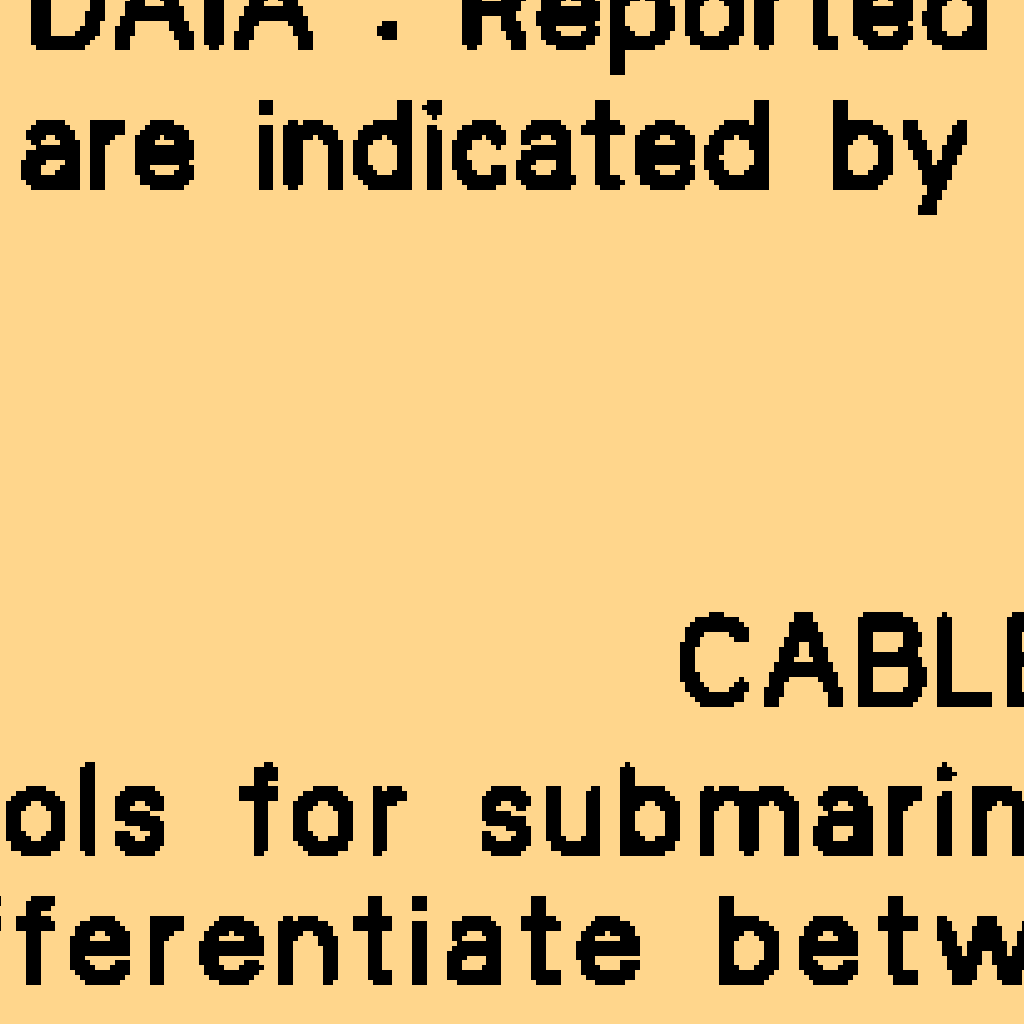 DATA . Reported
are indicated by
CABLE
ols for submarin
fferentiate betw